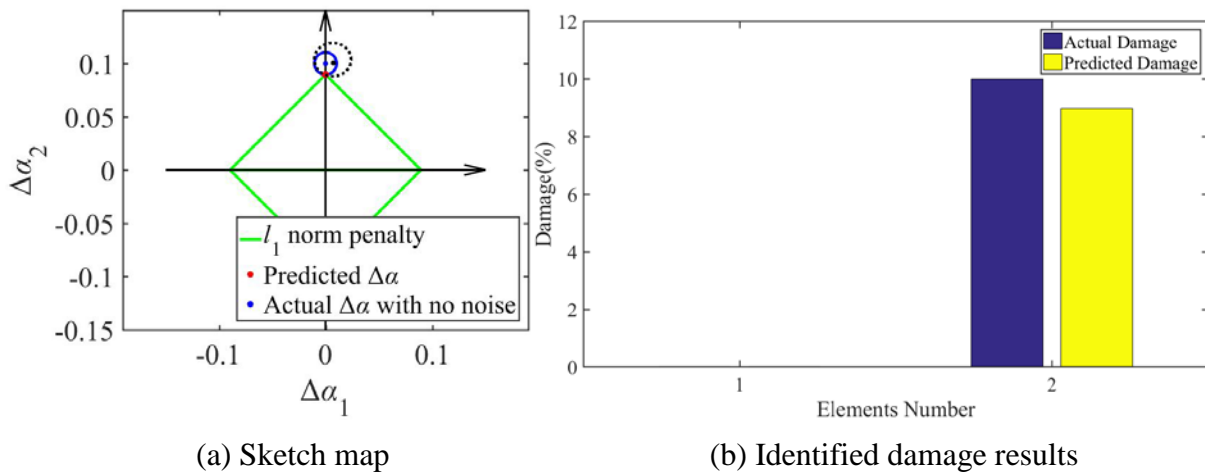 0.1
0.05
0
-0.05
-0.1
-0.15
Δα2
-0.1
0
0.1
Δα1
l1 norm penalty
Predicted Δα
Actual Δα with no noise
12
10
8
6
4
2
0
Damage(%)
Actual Damage
Predicted Damage
1
2
Elements Number
(a) Sketch map
(b) Identified damage results